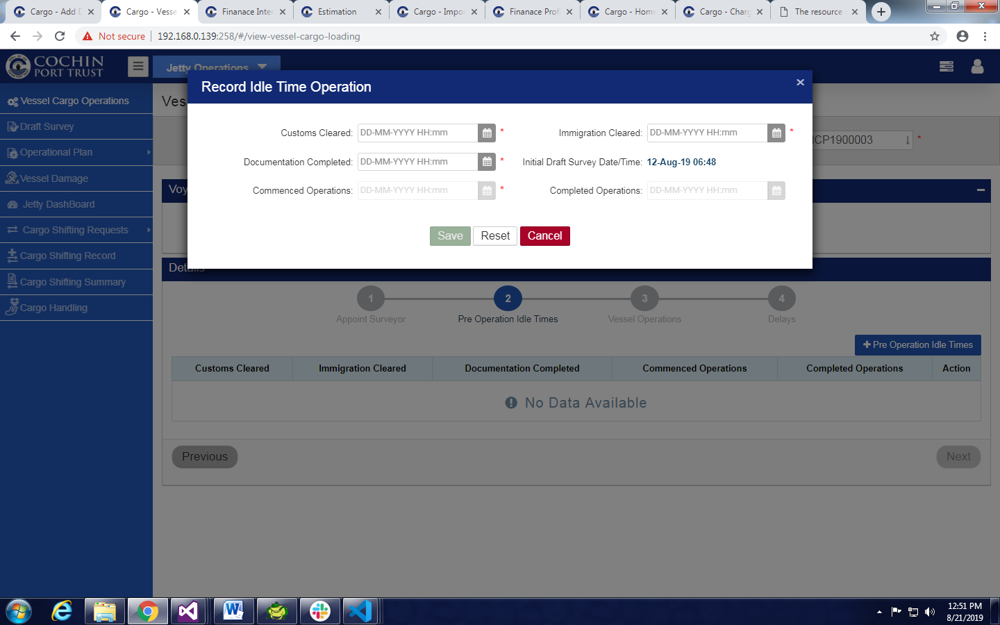 Cargo - Add D
Cargo - Vesse
Finanace Inter
Estimation
Cargo - Impor
Finanace Prof
Cargo - Home
Cargo - Charg
The resource
Not secure
192.168.0.139:258/#/view-vessel-cargo-loading
COCHIN
PORT TRUST
Jetty Operations
Record Idle Time Operation
×
Vessel Cargo Operations
Draft Survey
Operational Plan
Vessel Damage
Jetty DashBoard
Cargo Shifting Requests
Cargo Shifting Record
Cargo Shifting Summary
Cargo Handling
Ves
Customs Cleared: DD-MM-YYYY HH:mm * Immigration Cleared: DD-MM-YYYY HH:mm *
ICP1900003 *
Documentation Completed: DD-MM-YYYY HH:mm * Initial Draft Survey Date/Time: 12-Aug-19 06:48
Commenced Operations: DD-MM-YYYY HH:mm * Completed Operations: DD-MM-YYYY HH:mm
Voy
Save Reset Cancel
Details
1 2 3 4
Appoint Surveyor Pre Operation Idle Times Vessel Operations Delays
+ Pre Operation Idle Times
Customs Cleared Immigration Cleared Documentation Completed Commenced Operations Completed Operations Action
No Data Available
Previous Next
12:51 PM
8/21/2019